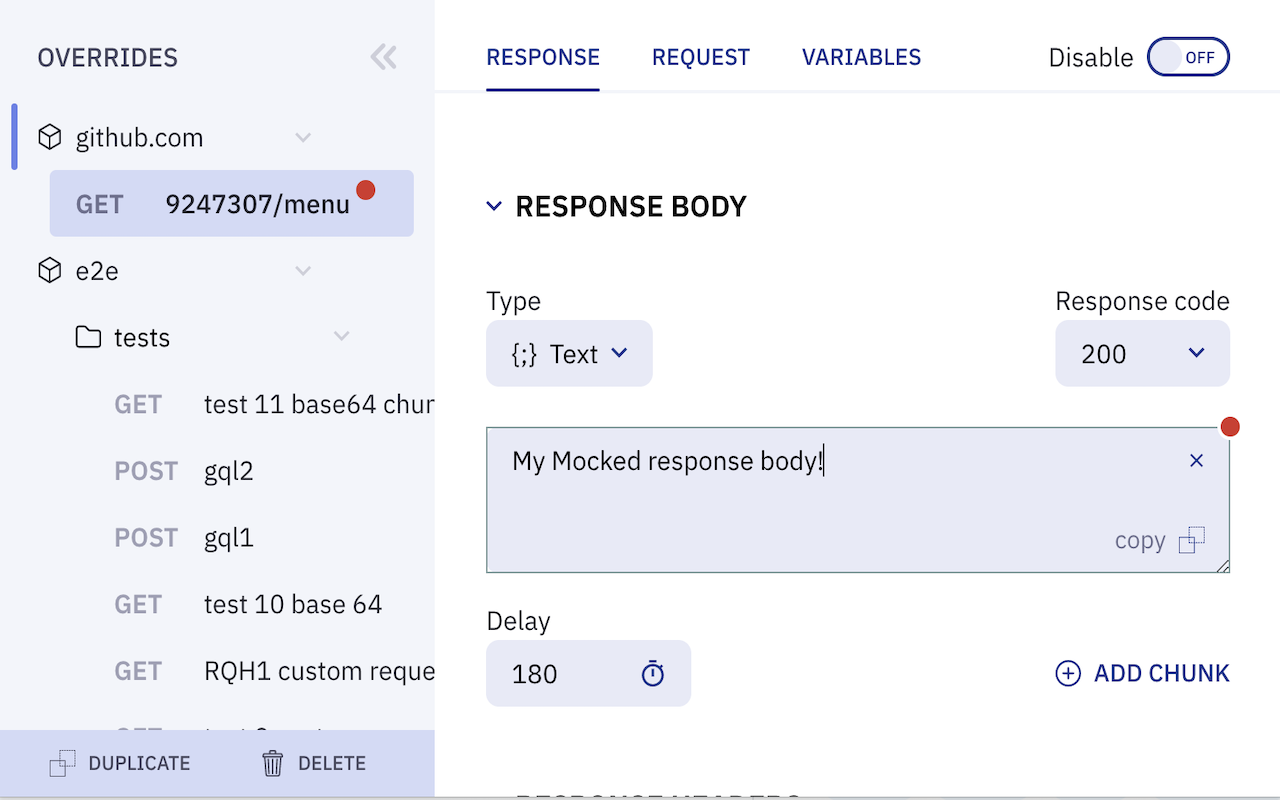 OVERRIDES
github.com
GET 9247307/menu
e2e
tests
GET test 11 base64 chun
POST gql2
POST gql1
GET test 10 base 64
GET RQH1 custom reque
DUPLICATE DELETE
RESPONSE REQUEST VARIABLES Disable OFF
RESPONSE BODY
Type Response code
{;} Text 200
My Mocked response body!
copy
Delay
180 ADD CHUNK
RESPONSE HEADERS